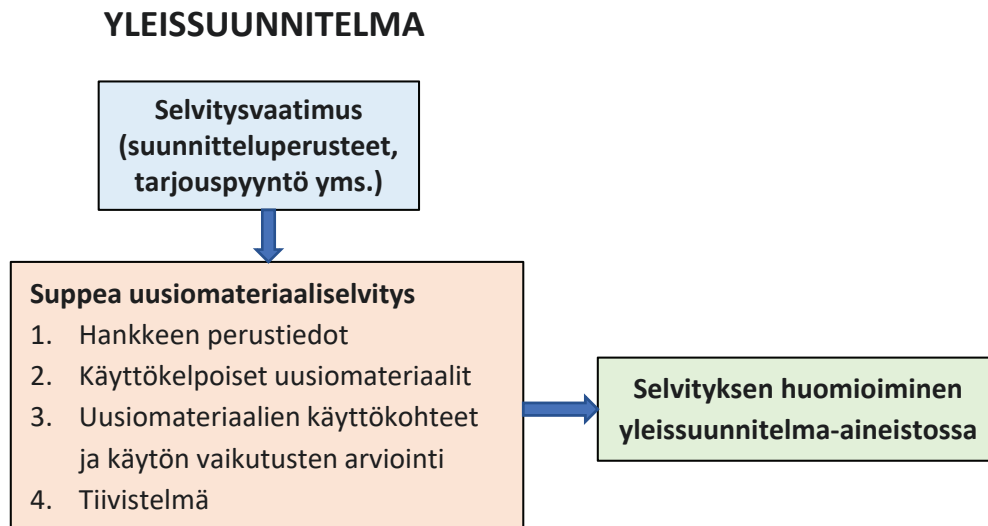 YLEISSUUNNITELMA
Selvitysvaatimus
(suunnitteluperusteet,
tarjouspyyntö yms.)
Suppea uusiomateriaaliselvitys
1. Hankkeen perustiedot
2. Käyttökelpoiset uusiomateriaalit
3. Uusiomateriaalien käyttökohteet
ja käytön vaikutusten arviointi
4. Tiivistelmä
Selvityksen huomioiminen
yleissuunnitelma-aineistossa